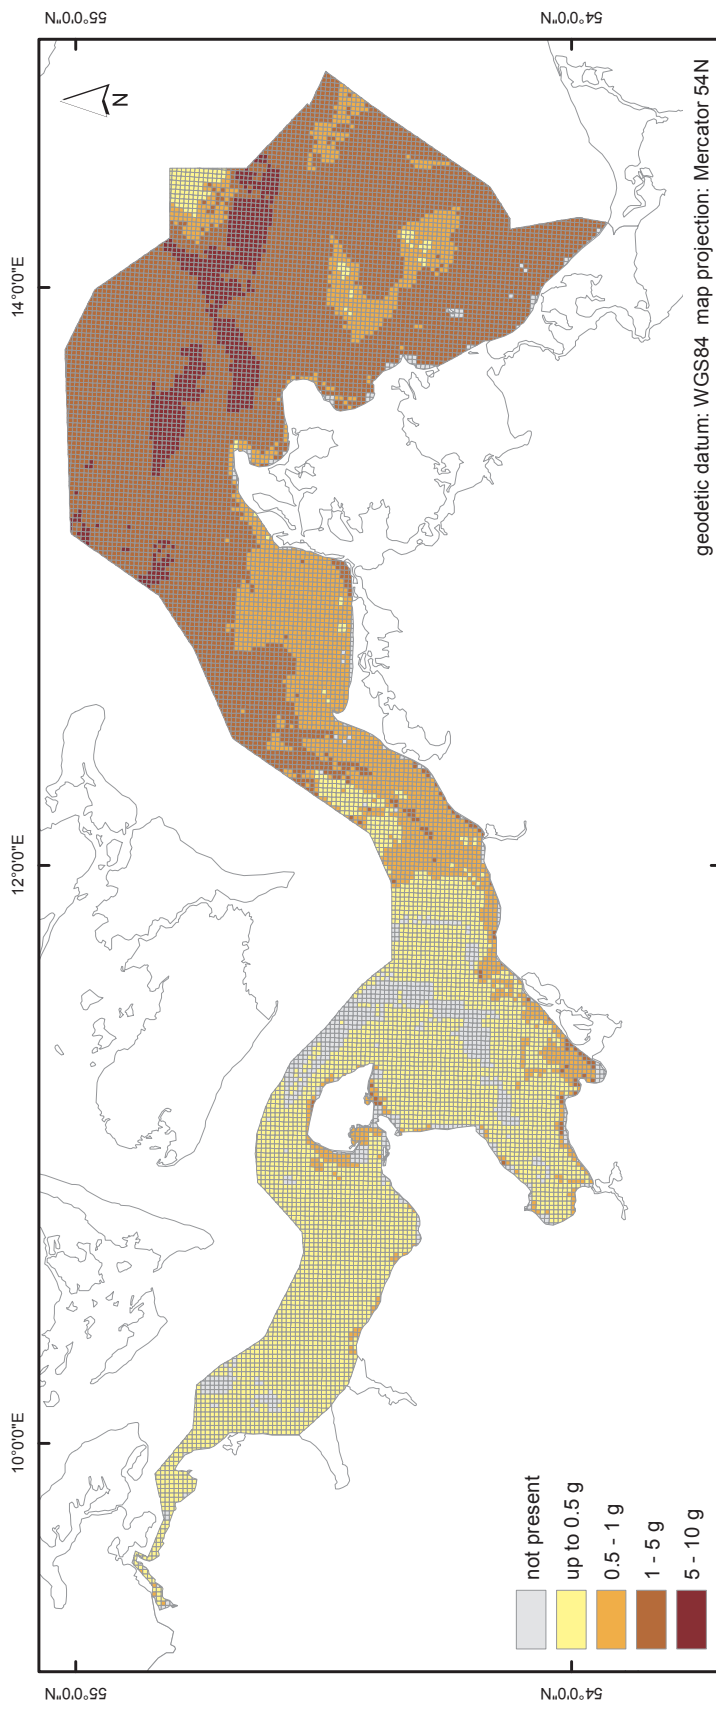 10°0'0"E
12°0'0"E
14°0'0"E
55°0'0"N
55°0'0"N
N
54°0'0"N
54°0'0"N
not present
up to 0.5 g
0.5 - 1 g
1 - 5 g
5 - 10 g
geodetic datum: WGS84 map projection: Mercator 54N